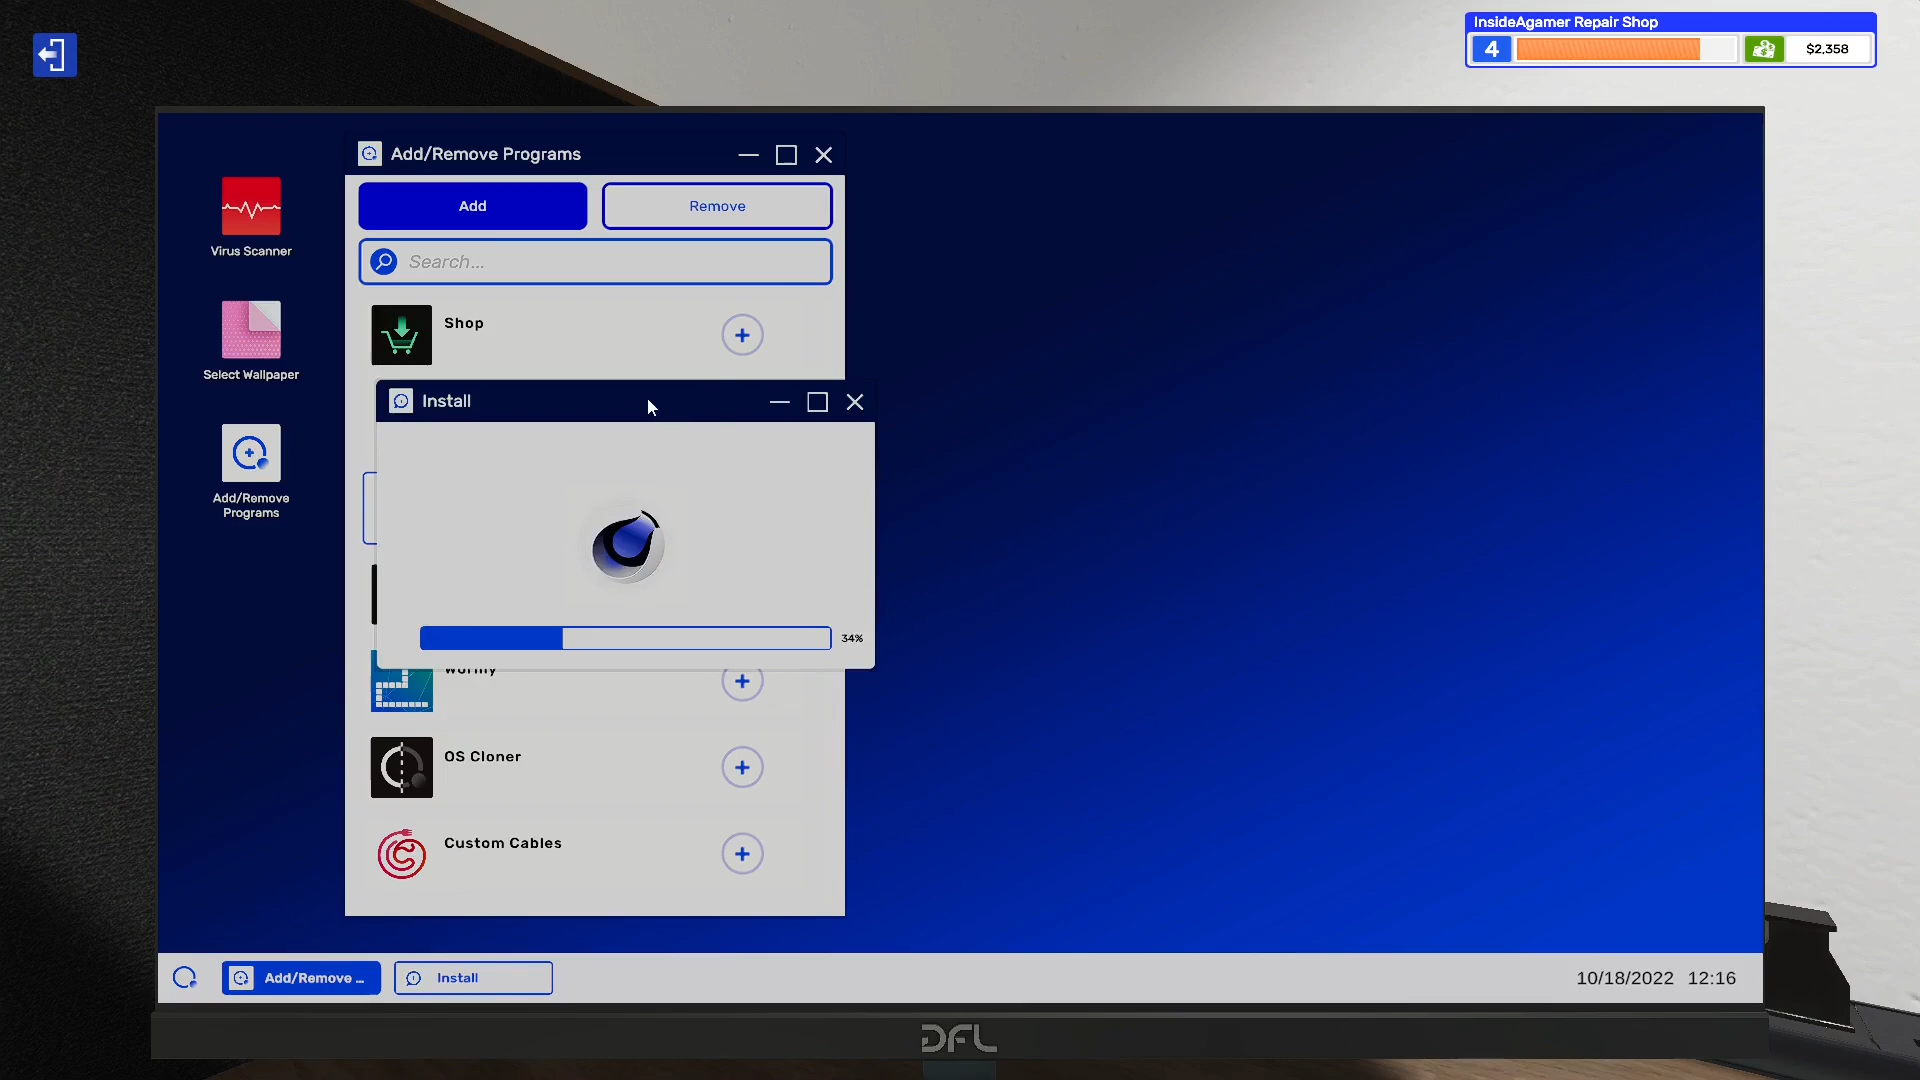 InsideAgamer Repair Shop
4
$2,358
Add/Remove Programs
Add
Remove
Search...
Virus Scanner
Shop
Select Wallpaper
Install
Add/Remove
Programs
34%
Wormy
OS Cloner
Custom Cables
Add/Remove ...
Install
10/18/2022 12:16
DFL